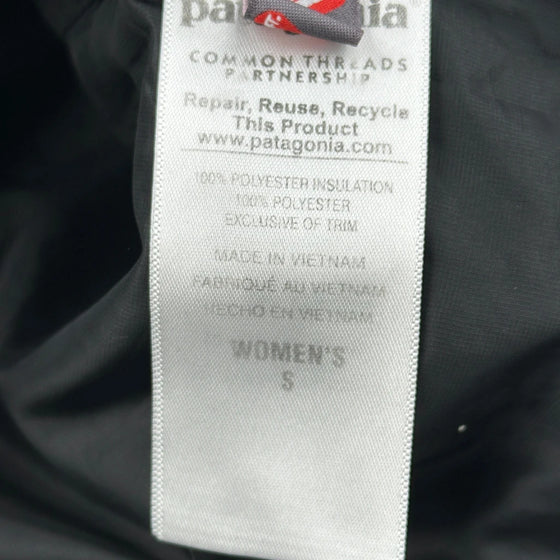 patagonia®
COMMON THREADS
PARTNERSHIP
Repair, Reuse, Recycle
This Product
www.patagonia.com
100% POLYESTER INSULATION
100% POLYESTER
EXCLUSIVE OF TRIM
MADE IN VIETNAM
FABRIQUÉ AU VIETNAM
HECHO EN VIETNAM
WOMEN'S
S